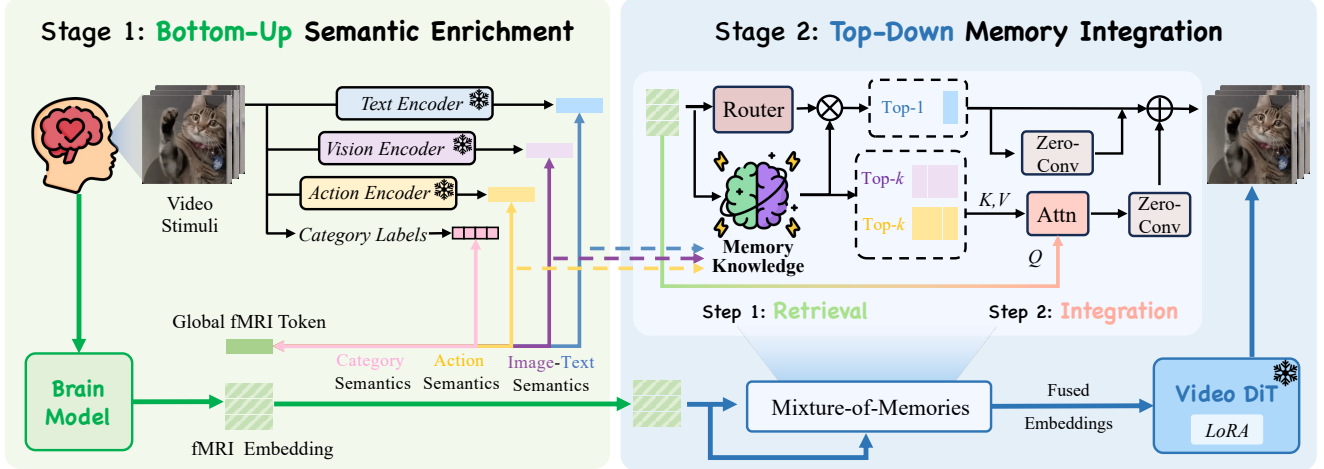 Stage 1: Bottom-Up Semantic Enrichment
Text Encoder
Vision Encoder
Action Encoder
Category Labels
Video
Stimuli
Global fMRI Token
Category
Semantics
Action
Semantics
Image-Text
Semantics
Brain
Model
fMRI Embedding
Stage 2: Top-Down Memory Integration
Router
Top-1
Zero-
Conv
Top-k
Top-k
K,V
Attn
Zero-
Conv
Memory
Knowledge
Q
Step 1: Retrieval
Step 2: Integration
Mixture-of-Memories
Fused
Embeddings
Video DiT
LoRA